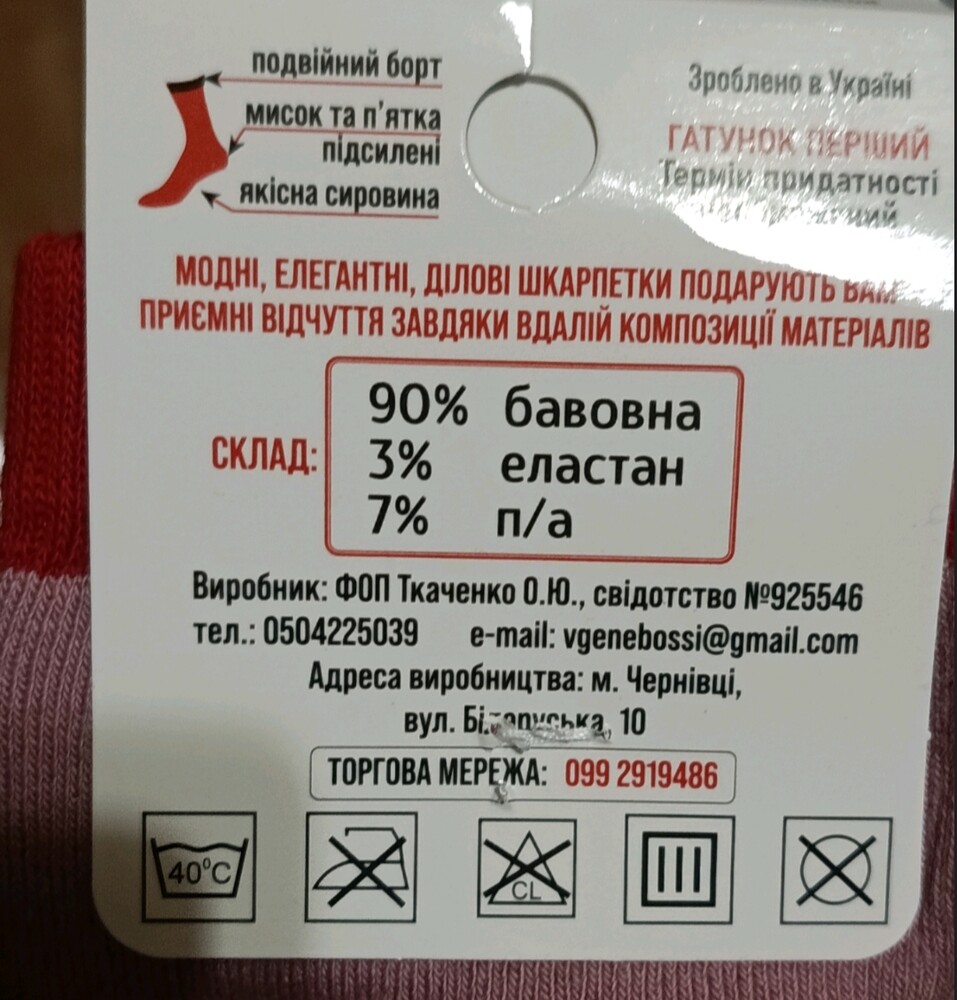 подвійний борт
мисок та п'ятка
підсилені
якісна сировина
Зроблено в Україні
ГАТУНОК ПЕРШИЙ
Термін придатності
МОДНІ, ЕЛЕГАНТНІ, ДІЛОВІ ШКАРПЕТКИ ПОДАРУЮТЬ ВАМ
ПРИЄМНІ ВІДЧУТТЯ ЗАВДЯКИ ВДАЛІЙ КОМПОЗИЦІЇ МАТЕРІАЛІВ
СКЛАД:
90% бавовна
3% еластан
7% п/а
Виробник: ФОП Ткаченко О.Ю., свідотство №925546
тел.: 0504225039 e-mail: vgenebossi@gmail.com
Адреса виробництва: м. Чернівці,
вул. 10
ТОРГОВА МЕРЕЖА: 099 2919486
40°C
CL